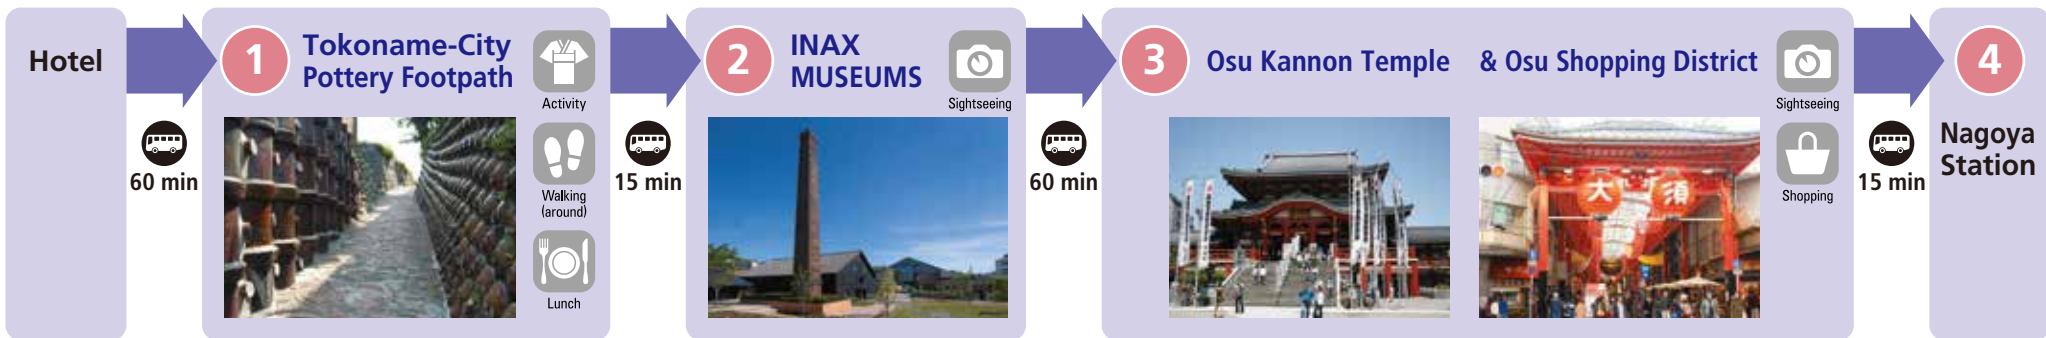 Hotel
60 min
1
Tokoname-City
Pottery Footpath
Activity
Walking
(around)
Lunch
15 min
2
INAX
MUSEUMS
Sightseeing
60 min
3
Osu Kannon Temple & Osu Shopping District
Sightseeing
Shopping
大 須
15 min
4
Nagoya
Station